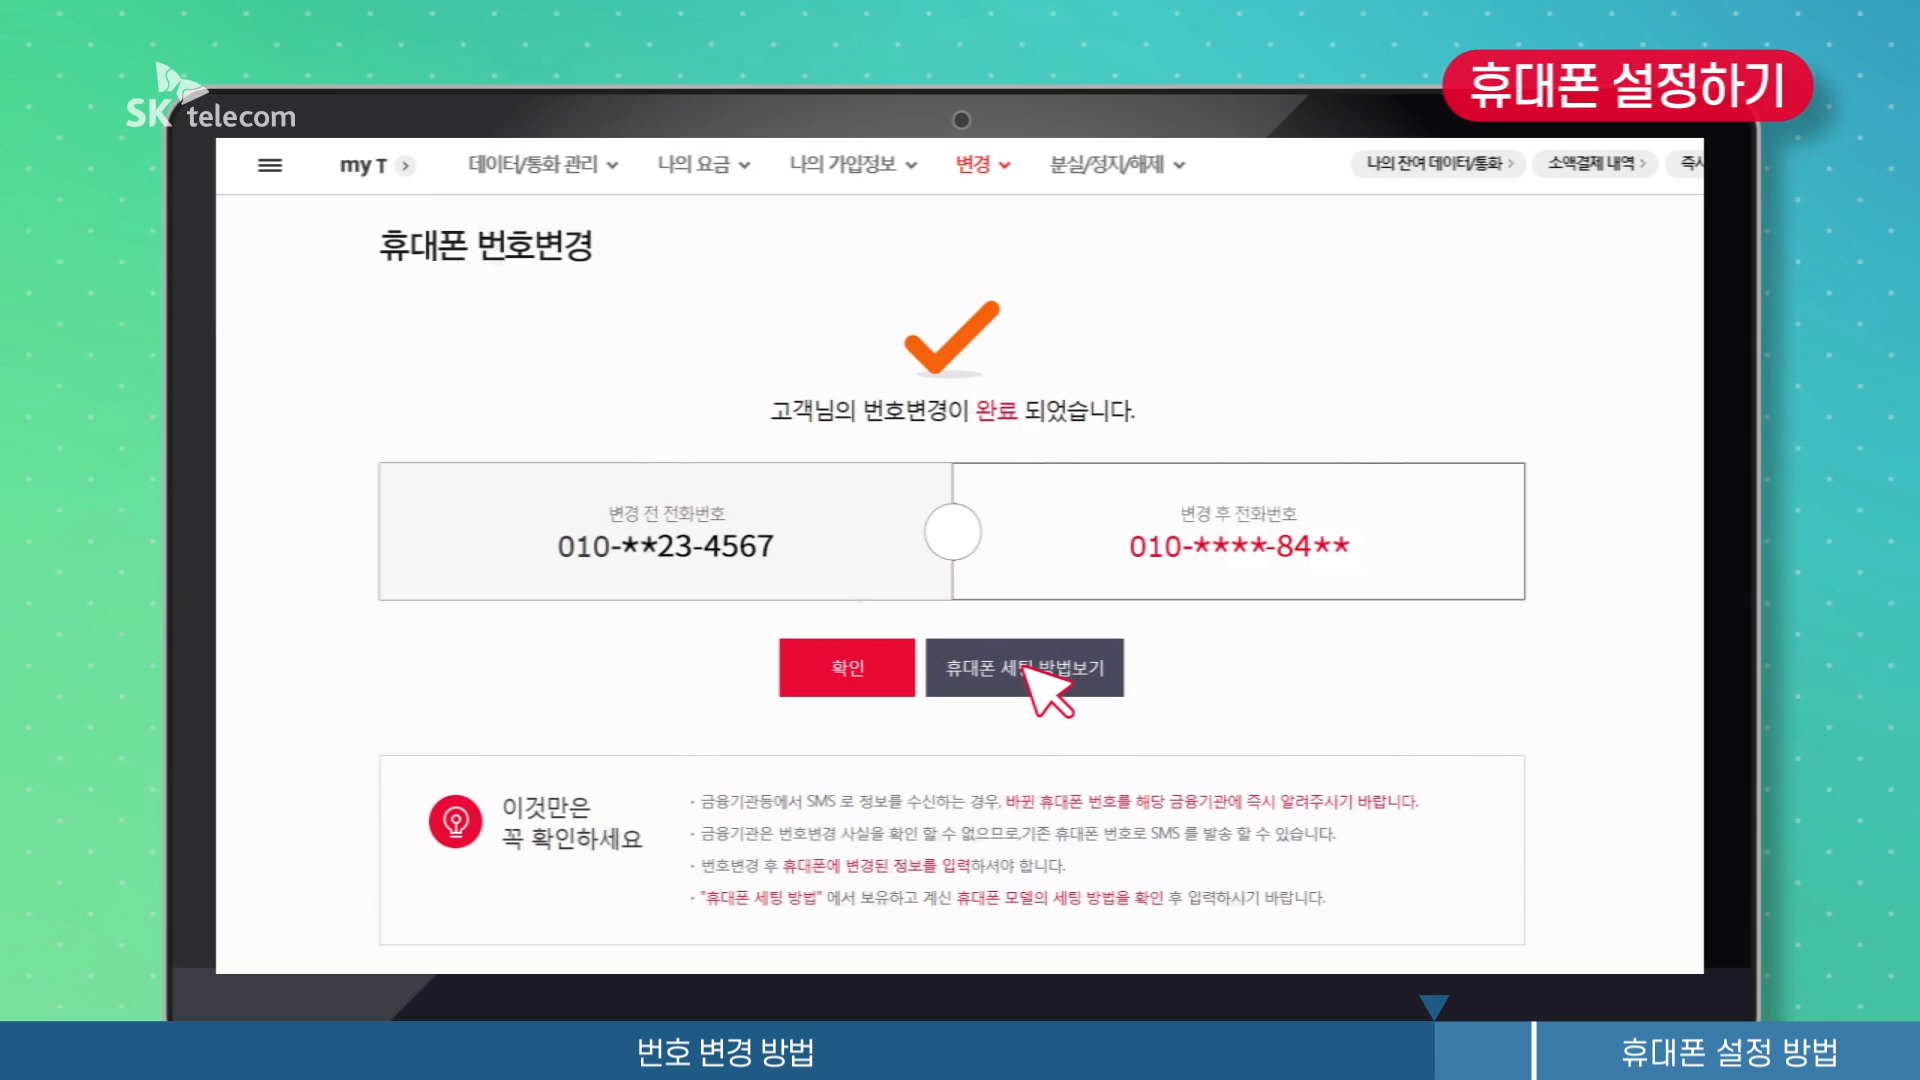 SK telecom
휴대폰 설정하기
my T
데이터/통화 관리
나의 요금
나의 가입정보
변경
분실/정지/해제
나의 잔여 데이터/통화
소액결제 내역
즉시
휴대폰 번호변경
고객님의 번호변경이 완료 되었습니다.
변경 전 전화번호
010-**23-4567
변경 후 전화번호
010-****-84**
확인
휴대폰 세팅 방법보기
이것만은
꼭 확인하세요
· 금융기관등에서 SMS 로 정보를 수신하는 경우, 바뀐 휴대폰 번호를 해당 금융기관에 즉시 알려주시기 바랍니다.
· 금융기관은 번호변경 사실을 확인 할 수 없으므로,기존 휴대폰 번호로 SMS 를 발송 할 수 있습니다.
· 번호변경 후 휴대폰에 변경된 정보를 입력하셔야 합니다.
· "휴대폰 세팅 방법" 에서 보유하고 계신 휴대폰 모델의 세팅 방법을 확인 후 입력하시기 바랍니다.
번호 변경 방법
휴대폰 설정 방법